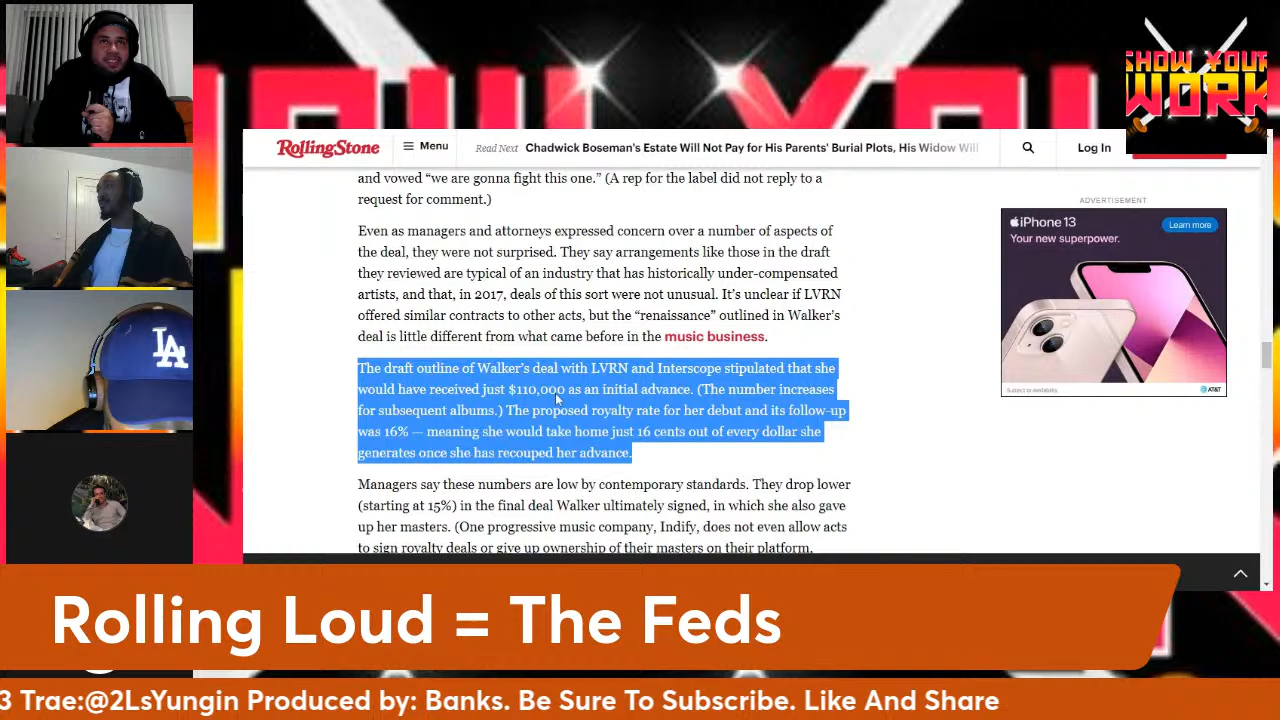 SHOW YOUR
WORK
LA
RollingStone
Menu
Read Next Chadwick Boseman's Estate Will Not Pay for His Parents' Burial Plots, His Widow Will
Log In
and vowed “we are gonna fight this one.” (A rep for the label did not reply to a
request for comment.)
Even as managers and attorneys expressed concern over a number of aspects of
the deal, they were not surprised. They say arrangements like those in the draft
they reviewed are typical of an industry that has historically under-compensated
artists, and that, in 2017, deals of this sort were not unusual. It’s unclear if LVRN
offered similar contracts to other acts, but the “renaissance” outlined in Walker’s
deal is little different from what came before in the music business.
The draft outline of Walker’s deal with LVRN and Interscope stipulated that she
would have received just $110,000 as an initial advance. (The number increases
for subsequent albums.) The proposed royalty rate for her debut and its follow-up
was 16% — meaning she would take home just 16 cents out of every dollar she
generates once she has recouped her advance.
Managers say these numbers are low by contemporary standards. They drop lower
(starting at 15%) in the final deal Walker ultimately signed, in which she also gave
up her masters. (One progressive music company, Indify, does not even allow acts
to sign royalty deals or give up ownership of their masters on their platform,
ADVERTISEMENT
iPhone 13
Learn more
Your new superpower.
Subject to availability.
AT&T
Rolling Loud = The Feds
3 Trae:@2LsYungin Produced by: Banks. Be Sure To Subscribe. Like And Share